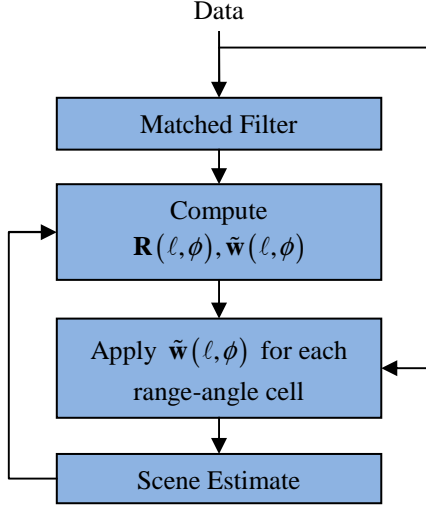 Data
Matched Filter
Compute
R(ℓ,ϕ), w̃(ℓ,ϕ)
Apply w̃(ℓ,ϕ) for each
range-angle cell
Scene Estimate